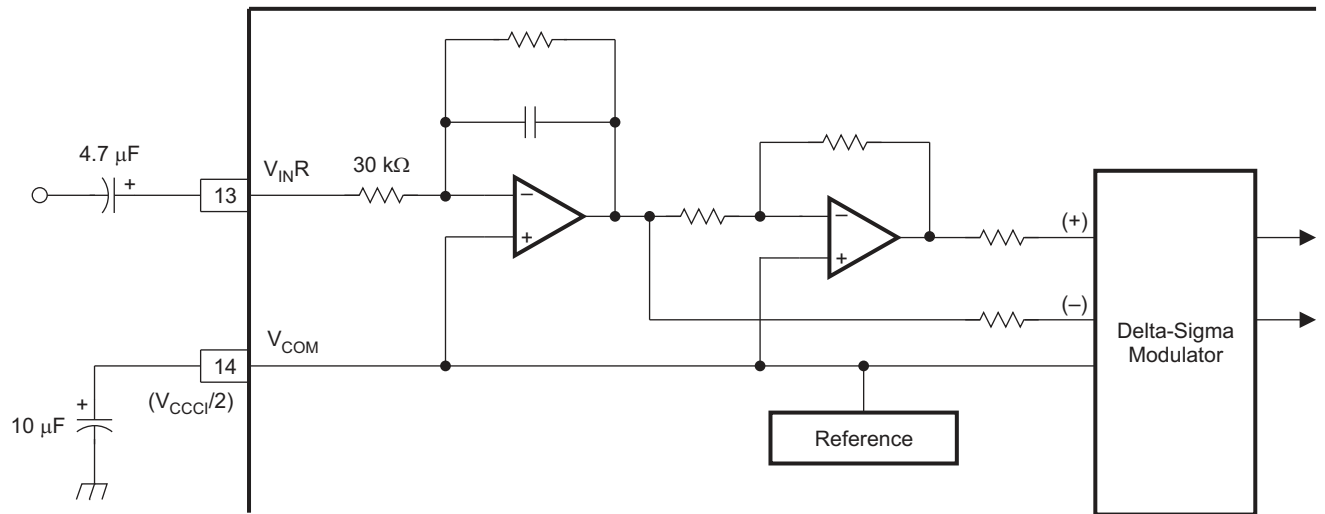 4.7 μF
+
13
V_INR
30 kΩ
−
+
−
+
(+)
(–)
Delta-Sigma
Modulator
14
V_COM
(V_CCCI/2)
+
10 μF
Reference